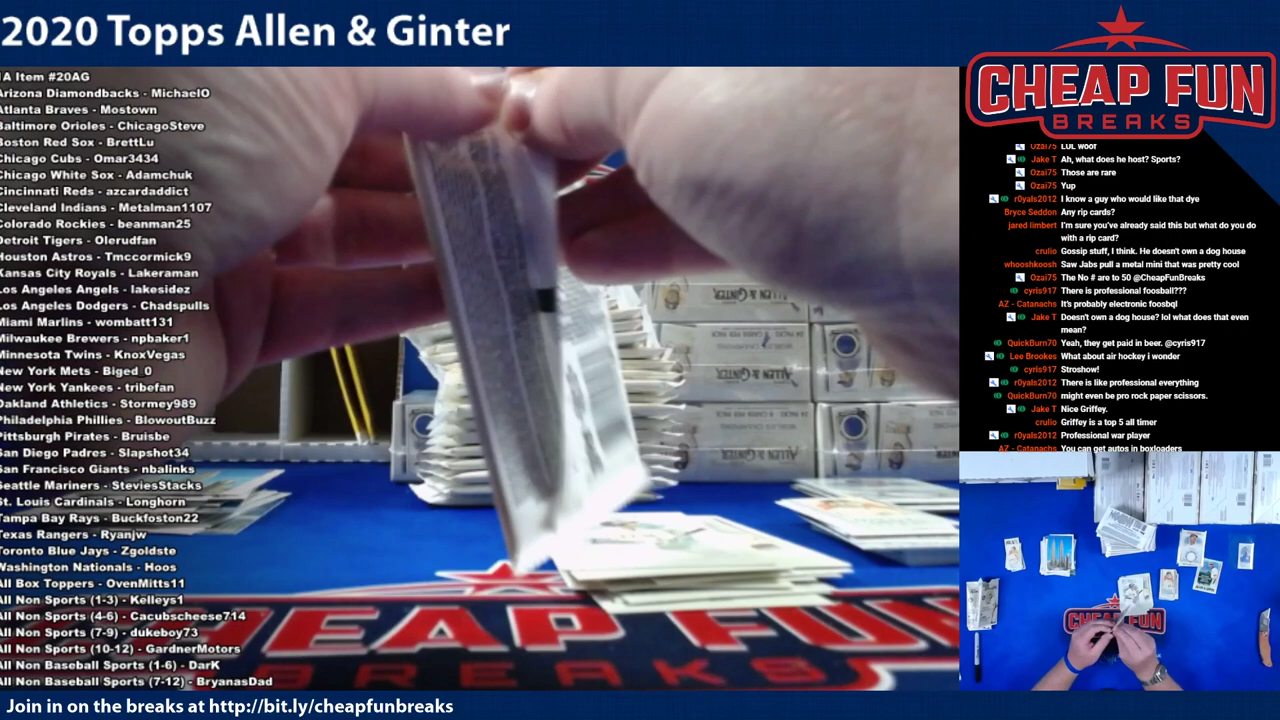 2020 Topps Allen & Ginter
1A Item #20AG
Arizona Diamondbacks - MichaelO
Atlanta Braves - Mostown
Baltimore Orioles - ChicagoSteve
Boston Red Sox - BrettLu
Chicago Cubs - Omar3434
Chicago White Sox - Adamchuk
Cincinnati Reds - azcardaddict
Cleveland Indians - Metalman1107
Colorado Rockies - beanman25
Detroit Tigers - Olerudfan
Houston Astros - Tmccormick9
Kansas City Royals - Lakeraman
Los Angeles Angels - lakesidez
Los Angeles Dodgers - Chadspulls
Miami Marlins - wombatt131
Milwaukee Brewers - npbaker1
Minnesota Twins - KnoxVegas
New York Mets - Biged_0
New York Yankees - tribefan
Oakland Athletics - Stormey989
Philadelphia Phillies - BlowoutBuzz
Pittsburgh Pirates - Bruisbe
San Diego Padres - Slapshot34
San Francisco Giants - nbalinks
Seattle Mariners - SteviesStacks
St. Louis Cardinals - Longhorn
Tampa Bay Rays - Buckfoston22
Texas Rangers - Ryanjw
Toronto Blue Jays - Zgoldste
Washington Nationals - Hoos
All Box Toppers - OvenMitts11
All Non Sports (1-3) - Kelleys1
All Non Sports (4-6) - Cacubscheese714
All Non Sports (7-9) - dukeboy73
All Non Sports (10-12) - GardnerMotors
All Non Baseball Sports (1-6) - DarK
All Non Baseball Sports (7-12) - BryanasDad
ALLEN & GINTER
ALLEN & GINTER
ALLEN & GINTER
CHEAP FUN
BREAKS
CHEAP FUN
BREAKS
Ozai75 LOL woof
Jake T Ah, what does he host? Sports?
Ozai75 Those are rare
Ozai75 Yup
r0yals2012 I know a guy who would like that dye
Bryce Seddon Any rip cards?
jared limbert I'm sure you've already said this but what do you do
with a rip card?
crulio Gossip stuff, I think. He doesn't own a dog house
whooshkoosh Saw Jabs pull a metal mini that was pretty cool
Ozai75 The No # are to 50 @CheapFunBreaks
cyris917 There is professional foosball???
AZ - Catanachs It's probably electronic foosbql
Jake T Doesn't own a dog house? lol what does that even
mean?
QuickBurn70 Yeah, they get paid in beer. @cyris917
Lee Brookes What about air hockey i wonder
cyris917 Stroshow!
r0yals2012 There is like professional everything
QuickBurn70 might even be pro rock paper scissors.
Jake T Nice Griffey.
crulio Griffey is a top 5 all timer
r0yals2012 Professional war player
AZ - Catanachs You can get autos in boxloaders
CHEAP FUN
Join in on the breaks at http://bit.ly/cheapfunbreaks